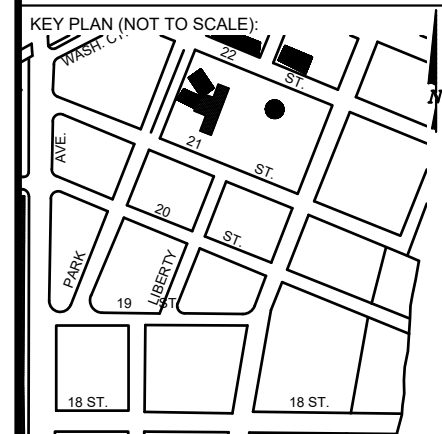 KEY PLAN (NOT TO SCALE):
WASH. CT.
22 ST.
N
AVE.
21 ST.
20 ST.
PARK
LIBERTY
19 ST
18 ST.
18 ST.